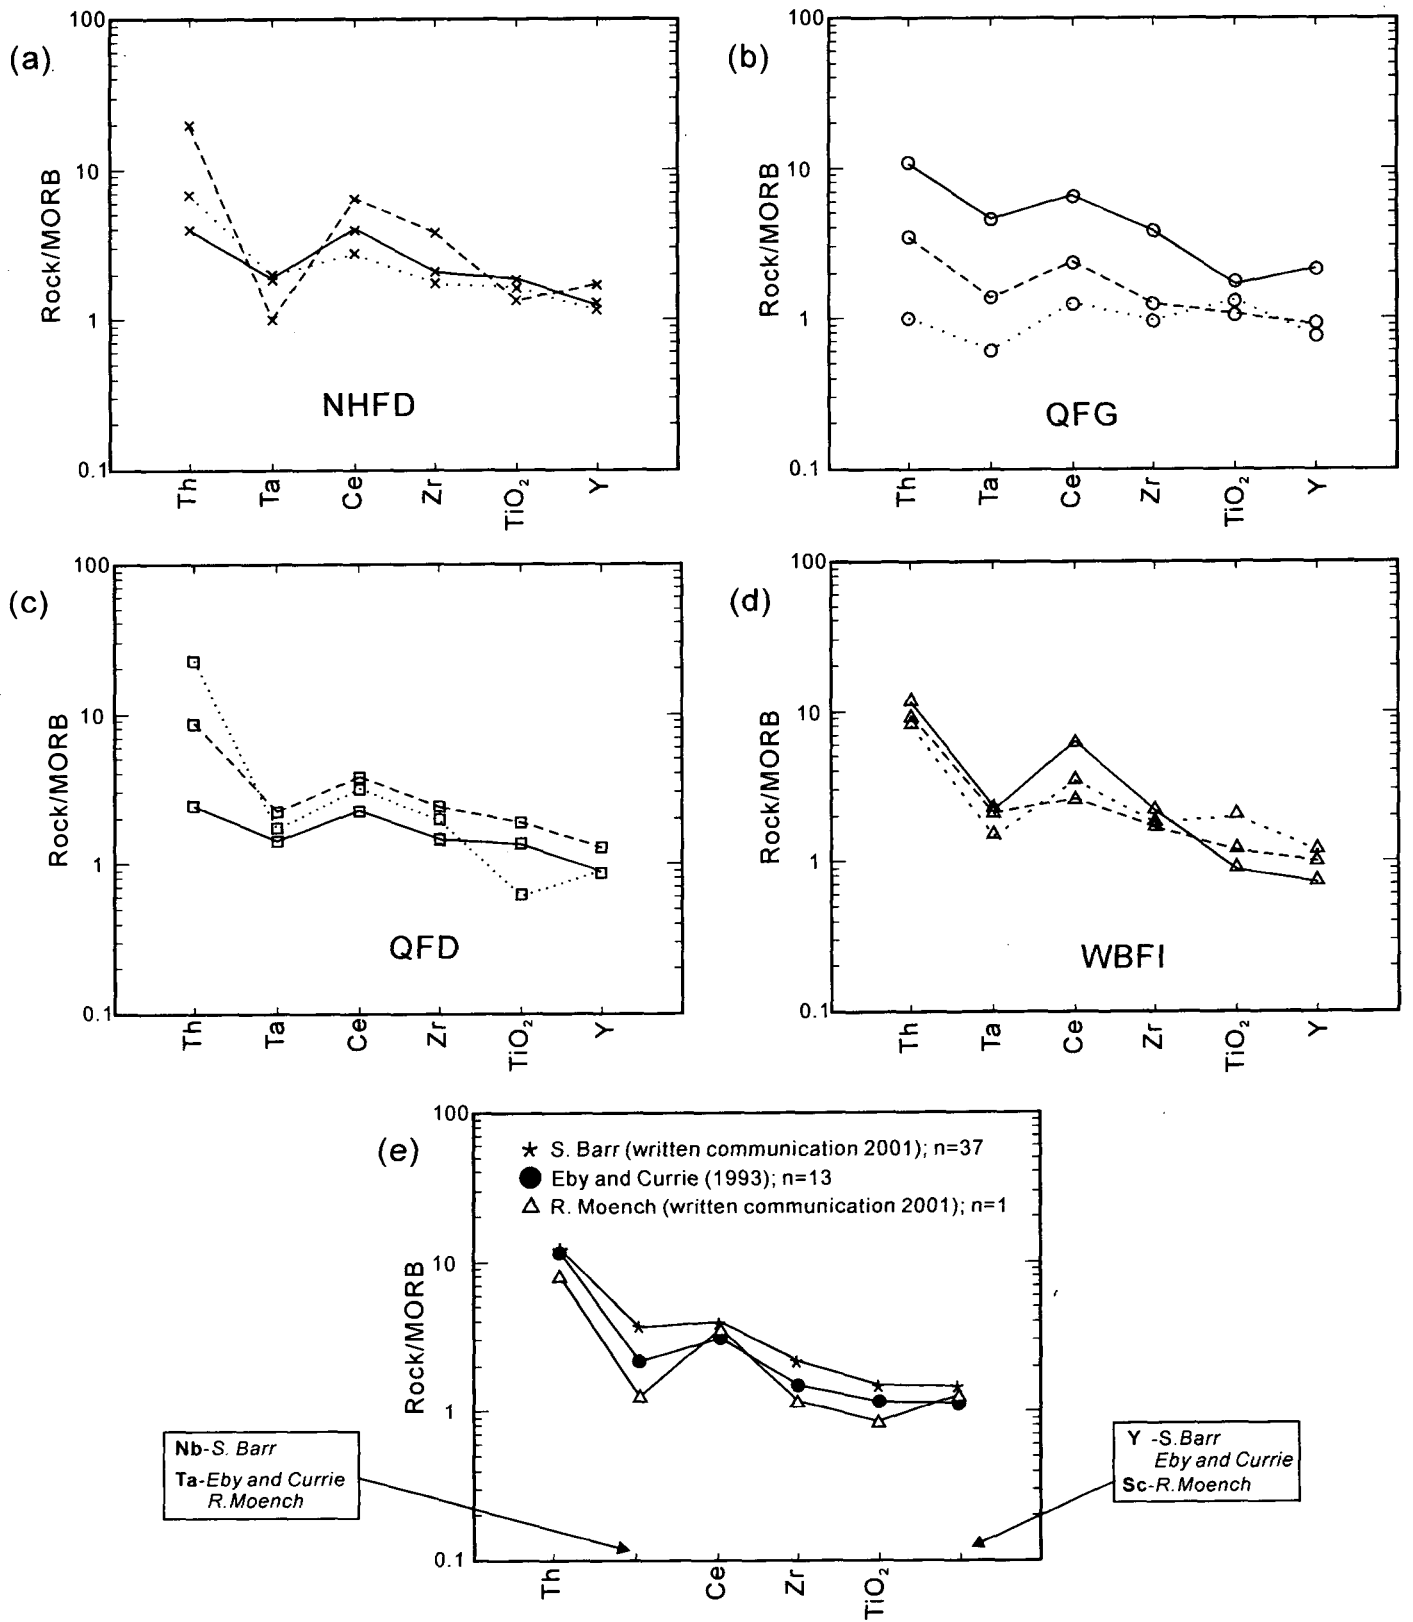 (a)
100
10
1
0.1
Rock/MORB
NHFD
Th
Ta
Ce
Zr
TiO₂
Y
(b)
100
10
1
0.1
Rock/MORB
QFG
Th
Ta
Ce
Zr
TiO₂
Y
(c)
100
10
1
0.1
Rock/MORB
QFD
Th
Ta
Ce
Zr
TiO₂
Y
(d)
100
10
1
0.1
Rock/MORB
WBFI
Th
Ta
Ce
Zr
TiO₂
Y
(e)
100
10
1
0.1
Rock/MORB
S. Barr (written communication 2001); n=37
Eby and Currie (1993); n=13
R. Moench (written communication 2001); n=1
Nb-S. Barr
Ta-Eby and Currie
R.Moench
Y -S.Barr
Eby and Currie
Sc-R.Moench
Th
Ce
Zr
TiO₂